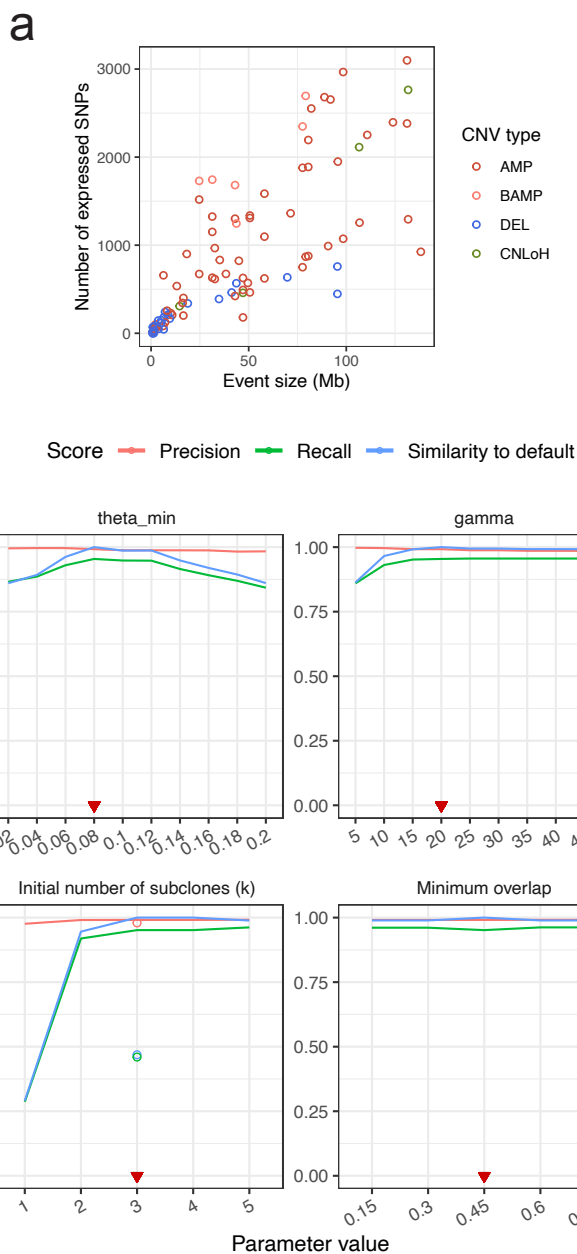 a
3000
2000
1000
0
Number of expressed SNPs
0 50 100
Event size (Mb)
CNV type
AMP
BAMP
DEL
CNLoH
Score Precision Recall Similarity to default
theta_min gamma
1.00
0.75
0.50
0.25
0.00
0.04 0.06 0.08 0.1 0.12 0.14 0.16 0.18 0.2
5 10 15 20 25 30 35 40
Initial number of subclones (k) Minimum overlap
1.00
0.75
0.50
0.25
0.00
1 2 3 4 5
0.15 0.3 0.45 0.6
Parameter value